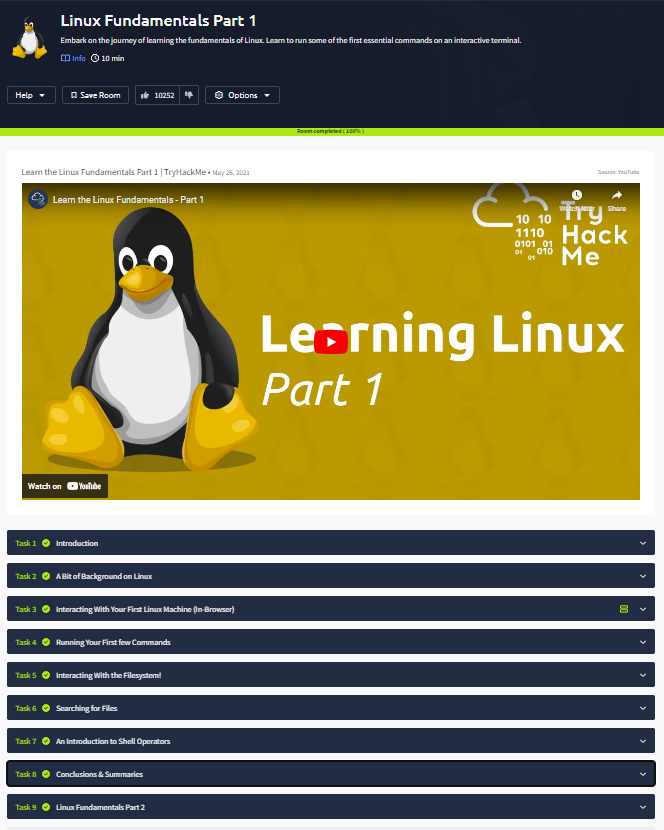 Linux Fundamentals Part 1
Embark on the journey of learning the fundamentals of Linux. Learn to run some of the first essential commands on an interactive terminal.
Info 10 min
Help Save Room 10252 Options
Room completed ( 100% )
Learn the Linux Fundamentals Part 1 | TryHackMe • May 26, 2021 Source: YouTube
Learn the Linux Fundamentals - Part 1
Watch later Share
10 10
1110
0101 01
01 010
01
Try
Hack
Me
Learning Linux
Part 1
Watch on YouTube
Task 1 Introduction
Task 2 A Bit of Background on Linux
Task 3 Interacting With Your First Linux Machine (In-Browser)
Task 4 Running Your First few Commands
Task 5 Interacting With the Filesystem!
Task 6 Searching for Files
Task 7 An Introduction to Shell Operators
Task 8 Conclusions & Summaries
Task 9 Linux Fundamentals Part 2